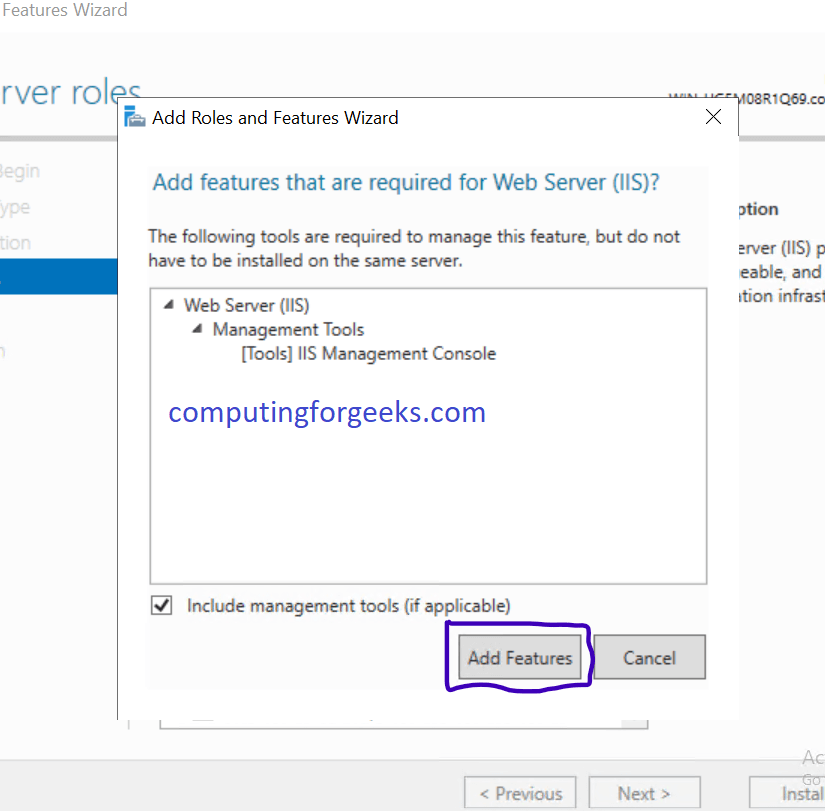 Features Wizard
rver roles
Add Roles and Features Wizard
Begin
ype
tion
Add features that are required for Web Server (IIS)?
The following tools are required to manage this feature, but do not
have to be installed on the same server.
ption
erver (IIS) p
eable, and
tion infrast
Web Server (IIS)
Management Tools
[Tools] IIS Management Console
computingforgeeks.com
Include management tools (if applicable)
Add Features
Cancel
Ac
Go
< Previous
Next >
Instal